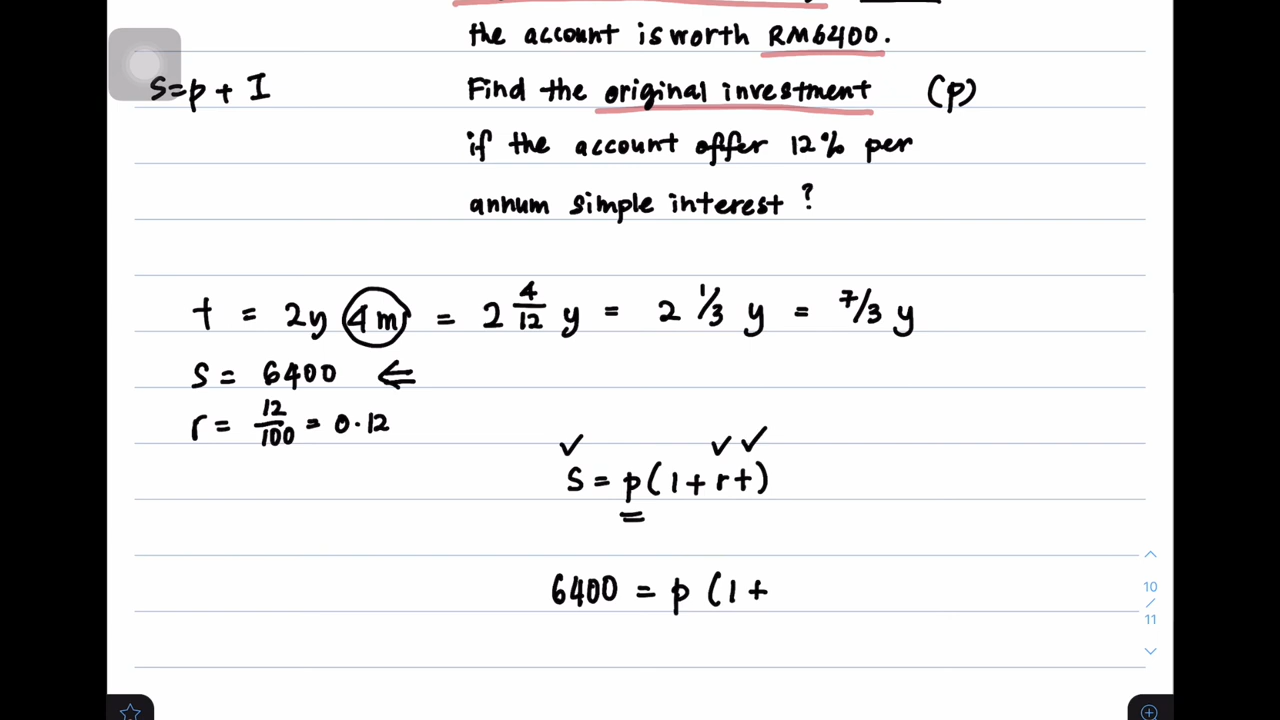 the account is worth RM6400.
S=p + I
Find the original investment (p)
if the account offer 12% per
annum simple interest ?
t = 2y 4m = 2 4/12 y = 2 1/3 y = 7/3 y
S = 6400 ⇐
r = 12/100 = 0.12
✓ ✓ ✓
S = p(1+ rt)
6400 = p (1 +
10
/
11